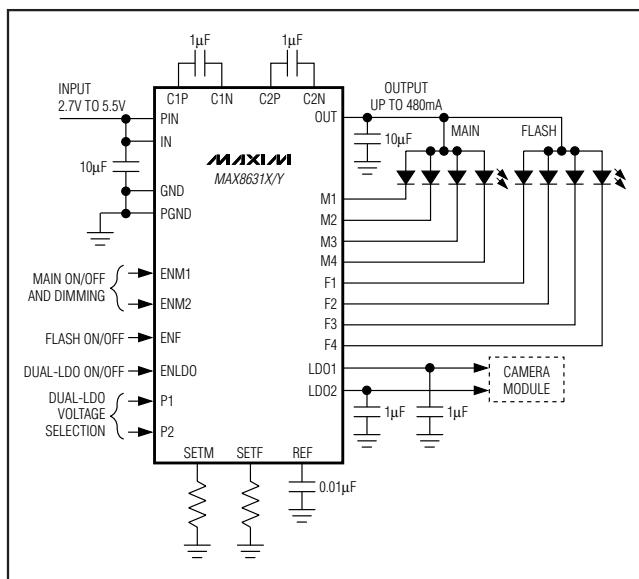 1µF
1µF
INPUT
2.7V TO 5.5V
C1P
C1N
C2P
C2N
OUTPUT
UP TO 480mA
PIN
OUT
IN
10µF
MAIN
FLASH
10µF
MAXIM
MAX8631X/Y
GND
PGND
M1
M2
M3
M4
MAIN ON/OFF
AND DIMMING
ENM1
ENM2
F1
F2
FLASH ON/OFF
ENF
F3
F4
DUAL-LDO ON/OFF
ENLDO
LDO1
LDO2
CAMERA
MODULE
DUAL-LDO
VOLTAGE
SELECTION
P1
P2
1µF
1µF
SETM
SETF
REF
0.01µF